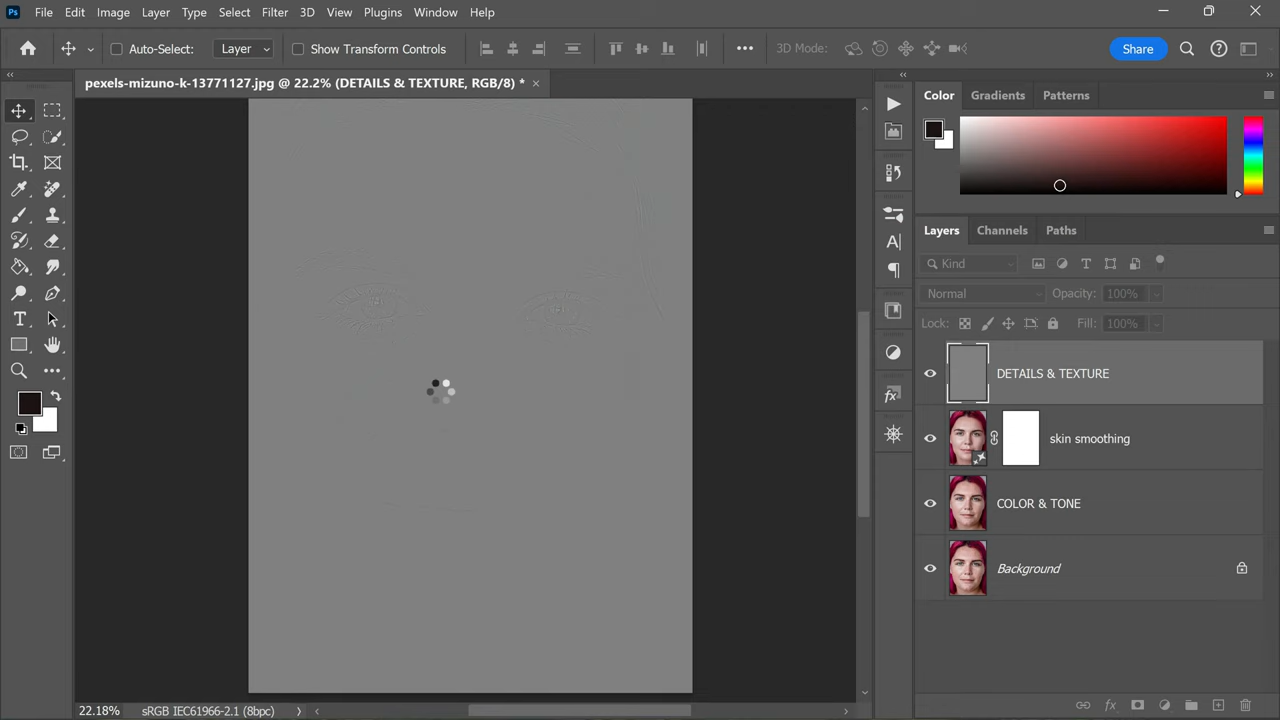 Ps File Edit Image Layer Type Select Filter 3D View Plugins Window Help
Auto-Select: Layer Show Transform Controls 3D Mode: Share
pexels-mizuno-k-13771127.jpg @ 22.2% (DETAILS & TEXTURE, RGB/8) *
Color Gradients Patterns
Layers Channels Paths
Kind
Normal Opacity: 100%
Lock: Fill: 100%
DETAILS & TEXTURE
skin smoothing
COLOR & TONE
Background
22.18% sRGB IEC61966-2.1 (8bpc)